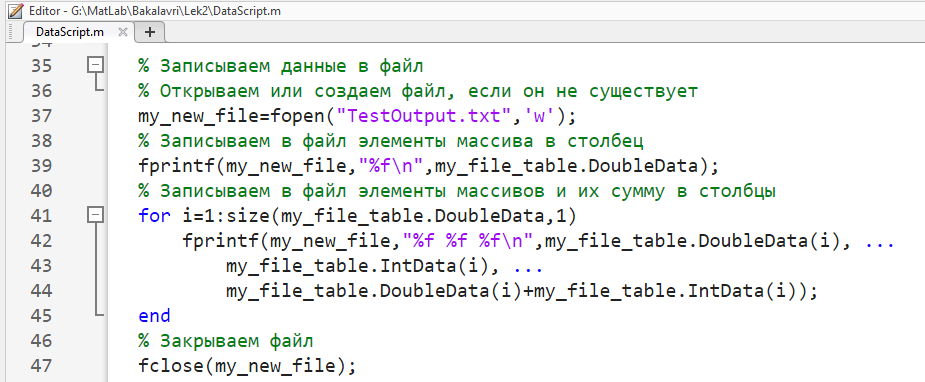 Editor - G:\MatLab\Bakalavri\Lek2\DataScript.m
DataScript.m
35 % Записываем данные в файл
36 % Открываем или создаем файл, если он не существует
37 my_new_file=fopen("TestOutput.txt",'w');
38 % Записываем в файл элементы массива в столбец
39 fprintf(my_new_file,"%f\n",my_file_table.DoubleData);
40 % Записываем в файл элементы массивов и их сумму в столбцы
41 for i=1:size(my_file_table.DoubleData,1)
42 fprintf(my_new_file,"%f %f %f\n",my_file_table.DoubleData(i), ...
43 my_file_table.IntData(i), ...
44 my_file_table.DoubleData(i)+my_file_table.IntData(i));
45 end
46 % Закрываем файл
47 fclose(my_new_file);